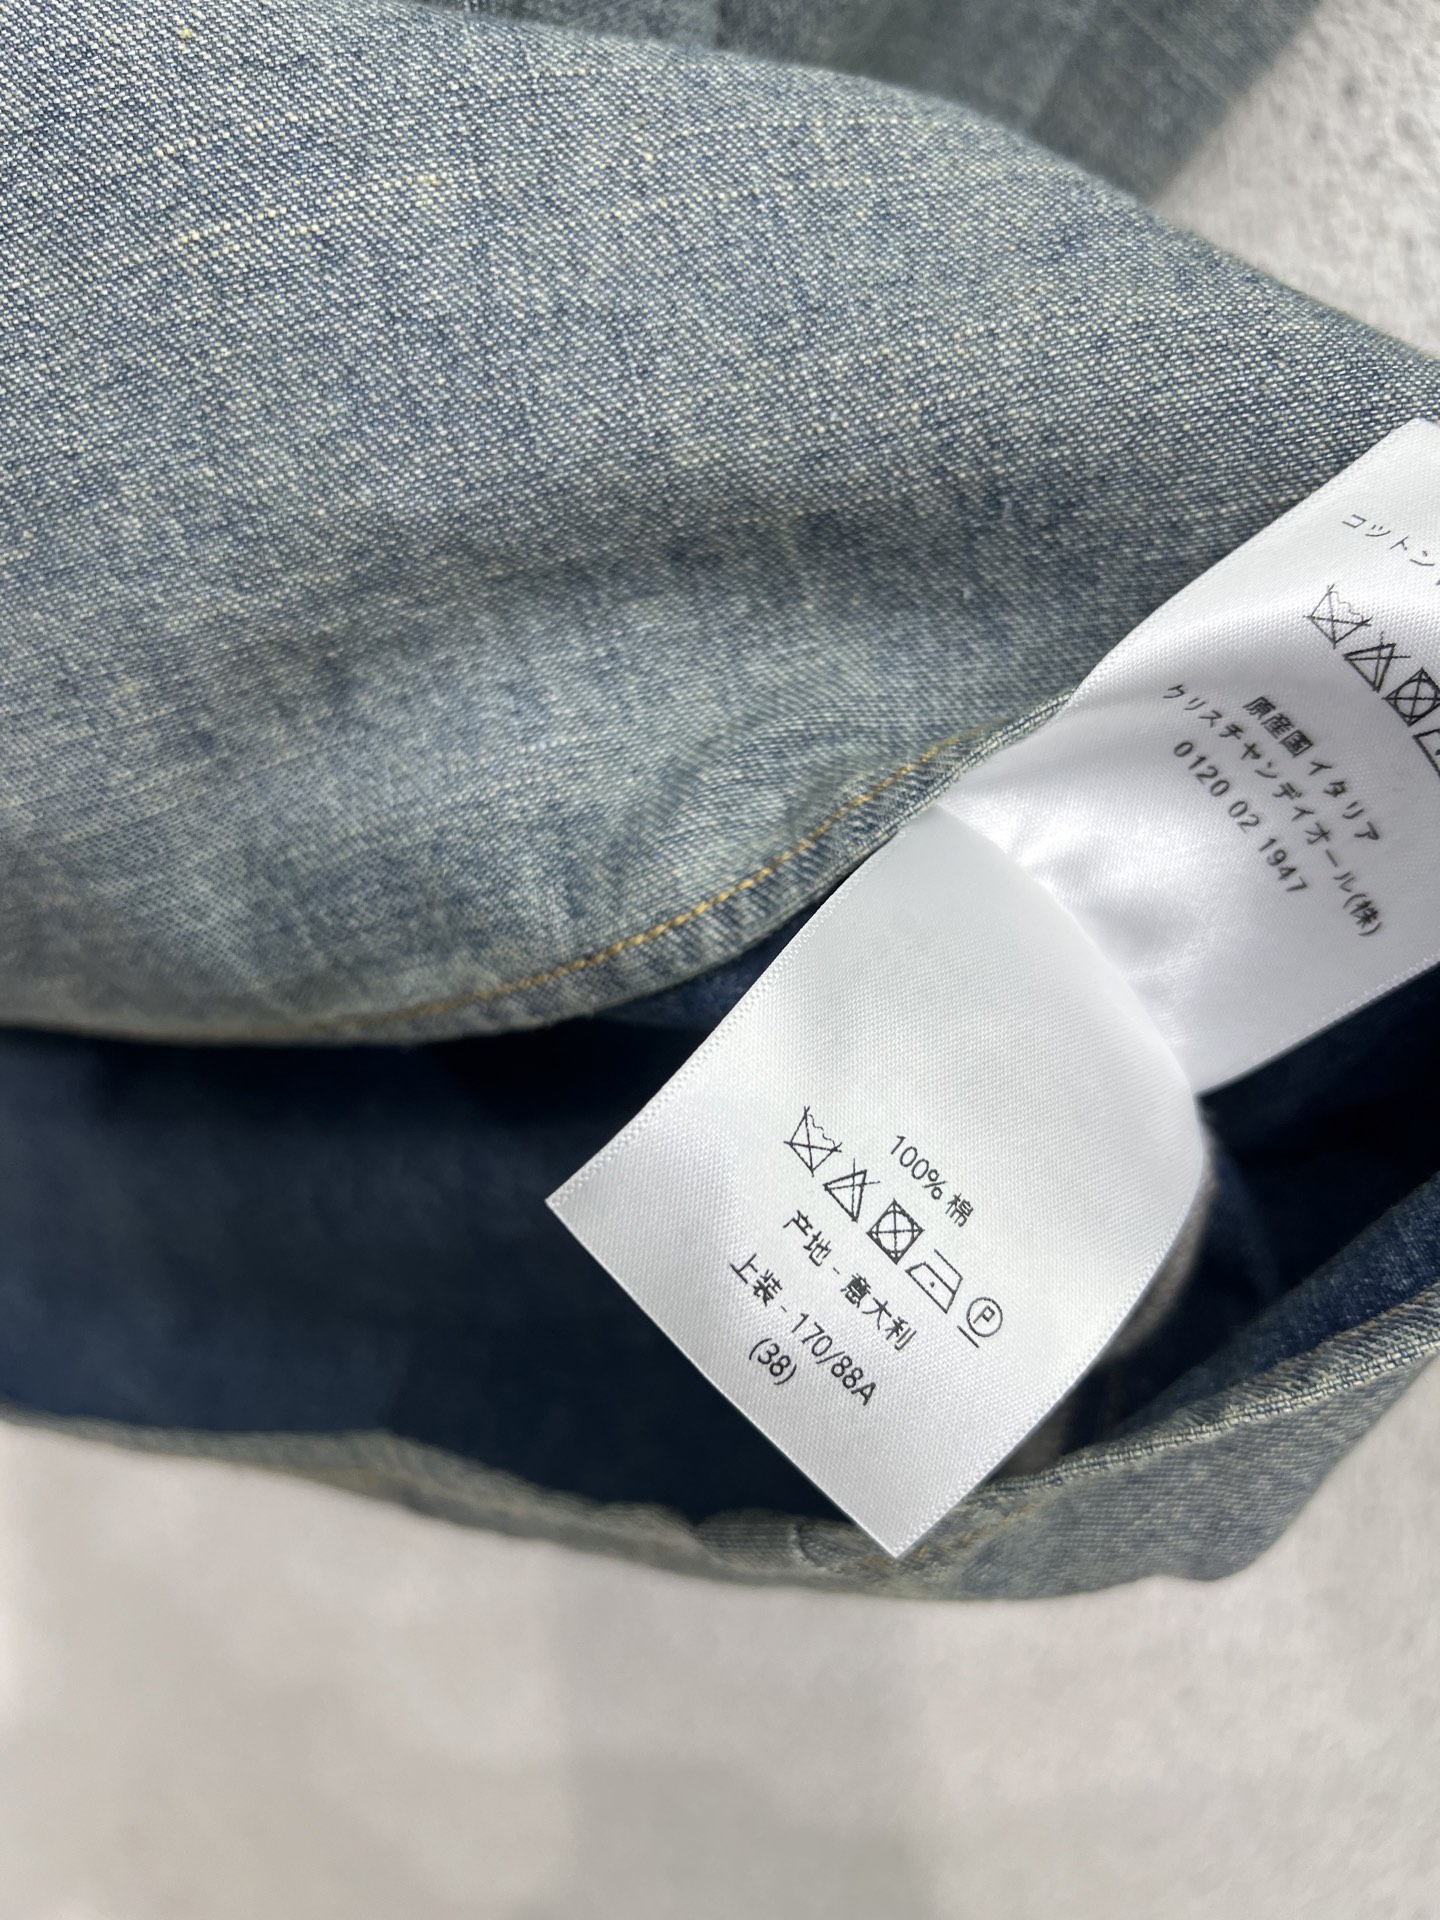 コットン
原産国 イタリア
クリスチャンディオール(株)
0120 02 1947
100% 棉
P
产地 - 意大利
上装 - 170/88A
(38)